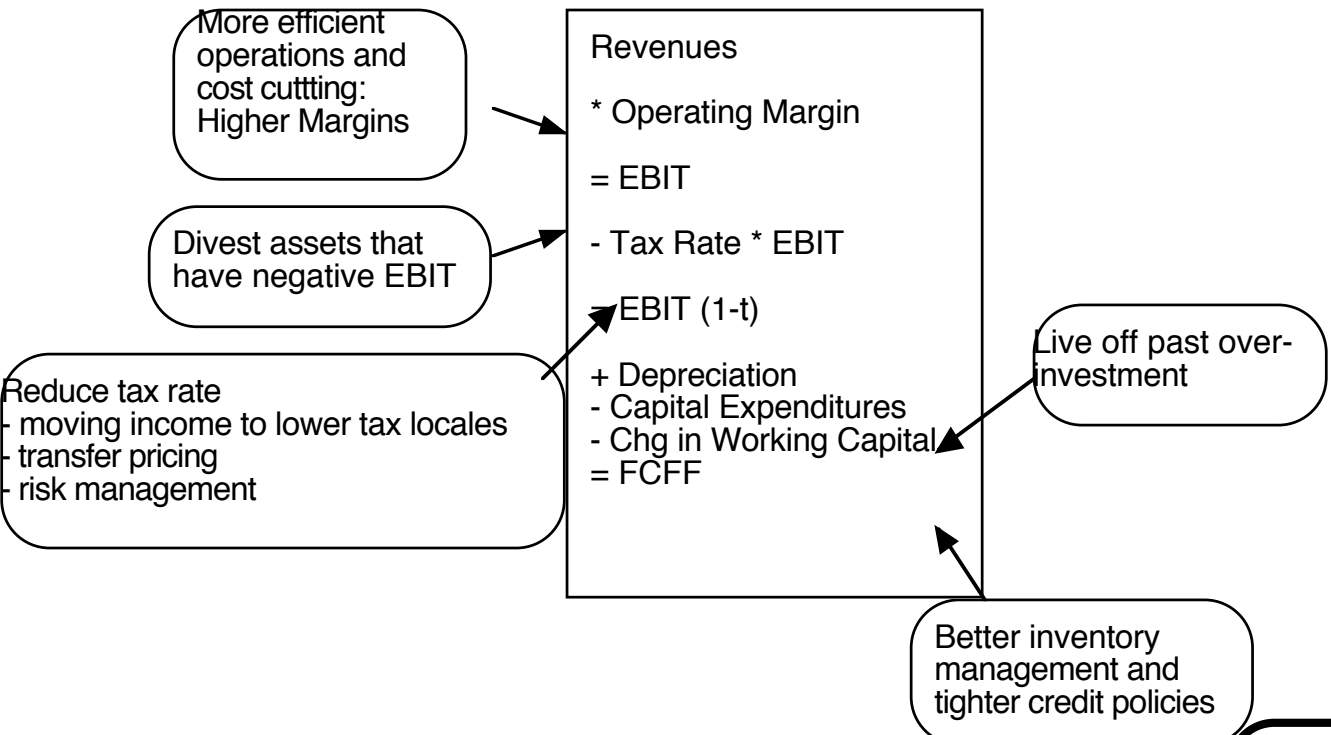 More efficient
operations and
cost cuttting:
Higher Margins
Divest assets that
have negative EBIT
Reduce tax rate
- moving income to lower tax locales
- transfer pricing
- risk management
Revenues
* Operating Margin
= EBIT
- Tax Rate * EBIT
= EBIT (1-t)
+ Depreciation
- Capital Expenditures
- Chg in Working Capital
= FCFF
Live off past over-
investment
Better inventory
management and
tighter credit policies